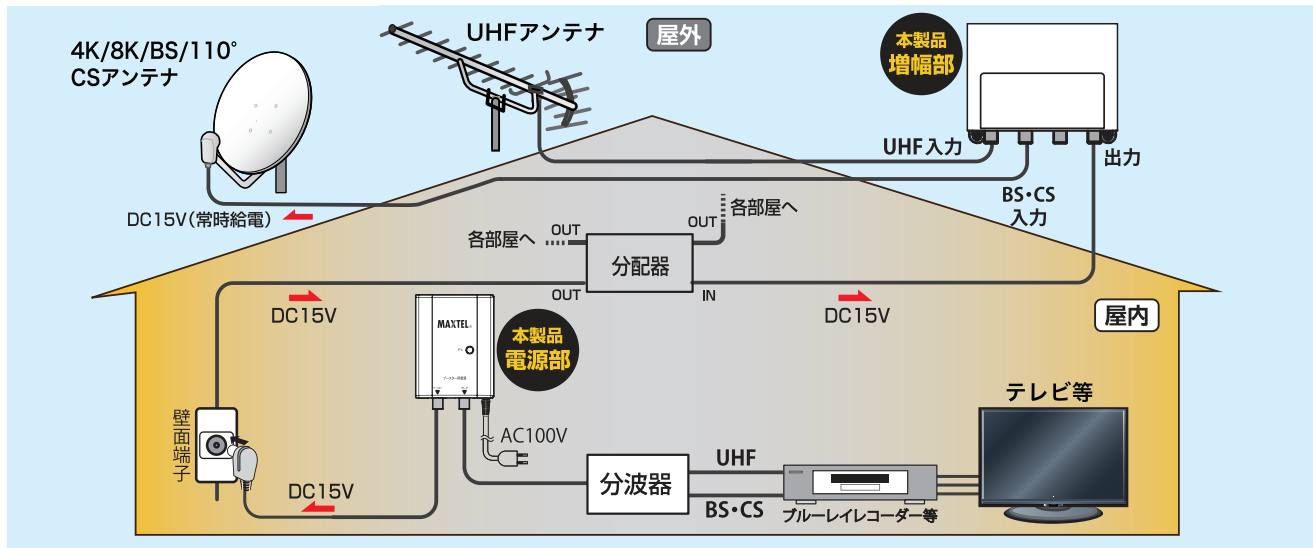 4K/8K/BS/110°
CSアンテナ
UHFアンテナ
屋外
本製品
増幅部
UHF入力
出力
BS・CS
入力
DC15V(常時給電)
各部屋へ
OUT
OUT
各部屋へ
分配器
OUT
IN
DC15V
DC15V
屋内
MAXTEL
本製品
電源部
テレビ等
壁面端子
AC100V
DC15V
分波器
UHF
BS・CS
ブルーレイレコーダー等